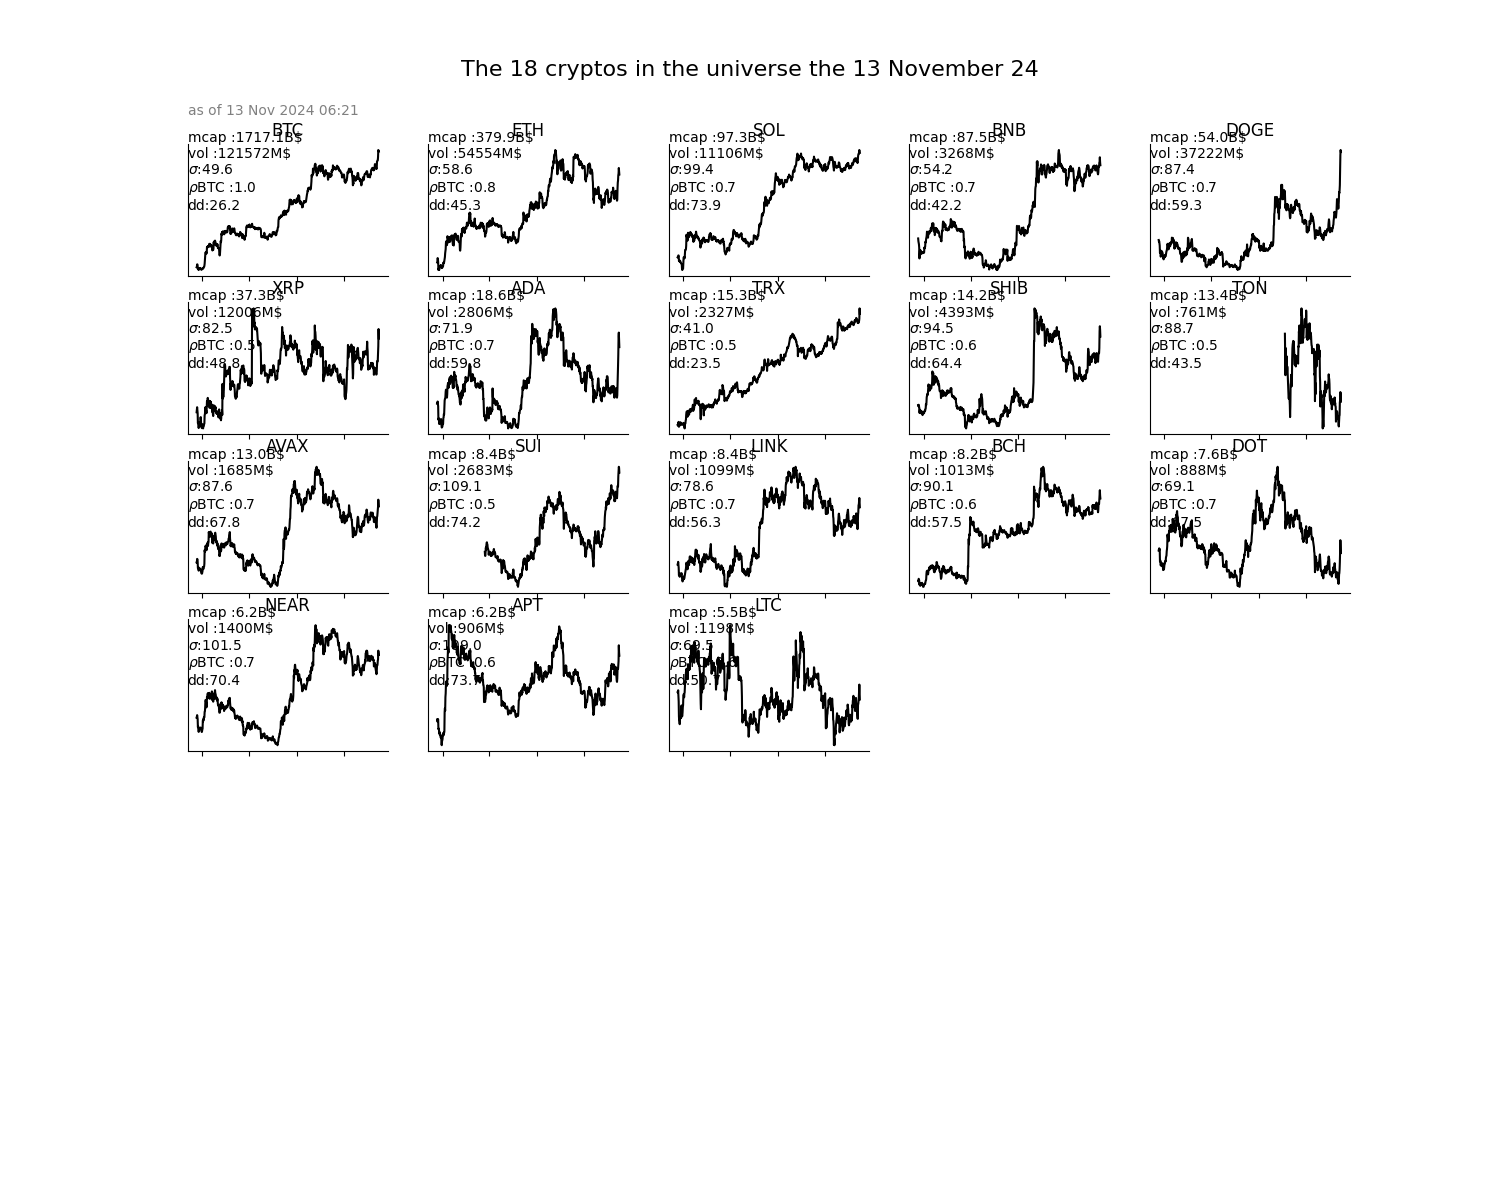 The 18 cryptos in the universe the 13 November 24
as of 13 Nov 2024 06:21
BTC
mcap :1717.1B$
vol :121572M$
σ:49.6
ρBTC :1.0
dd:26.2
ETH
mcap :379.9B$
vol :54554M$
σ:58.6
ρBTC :0.8
dd:45.3
SOL
mcap :97.3B$
vol :11106M$
σ:99.4
ρBTC :0.7
dd:73.9
BNB
mcap :87.5B$
vol :3268M$
σ:54.2
ρBTC :0.7
dd:42.2
DOGE
mcap :54.0B$
vol :37222M$
σ:87.4
ρBTC :0.7
dd:59.3
XRP
mcap :37.3B$
vol :12006M$
σ:82.5
ρBTC :0.5
dd:48.8
ADA
mcap :18.6B$
vol :2806M$
σ:71.9
ρBTC :0.7
dd:59.8
TRX
mcap :15.3B$
vol :2327M$
σ:41.0
ρBTC :0.5
dd:23.5
SHIB
mcap :14.2B$
vol :4393M$
σ:94.5
ρBTC :0.6
dd:64.4
TON
mcap :13.4B$
vol :761M$
σ:88.7
ρBTC :0.5
dd:43.5
AVAX
mcap :13.0B$
vol :1685M$
σ:87.6
ρBTC :0.7
dd:67.8
SUI
mcap :8.4B$
vol :2683M$
σ:109.1
ρBTC :0.5
dd:74.2
LINK
mcap :8.4B$
vol :1099M$
σ:78.6
ρBTC :0.7
dd:56.3
BCH
mcap :8.2B$
vol :1013M$
σ:90.1
ρBTC :0.6
dd:57.5
DOT
mcap :7.6B$
vol :888M$
σ:69.1
ρBTC :0.7
NEAR
mcap :6.2B$
vol :1400M$
σ:101.5
ρBTC :0.7
dd:70.4
APT
mcap :6.2B$
vol :906M$
σ:109.0
ρBTC :0.6
LTC
mcap :5.5B$
vol :1198M$
σ:69.5